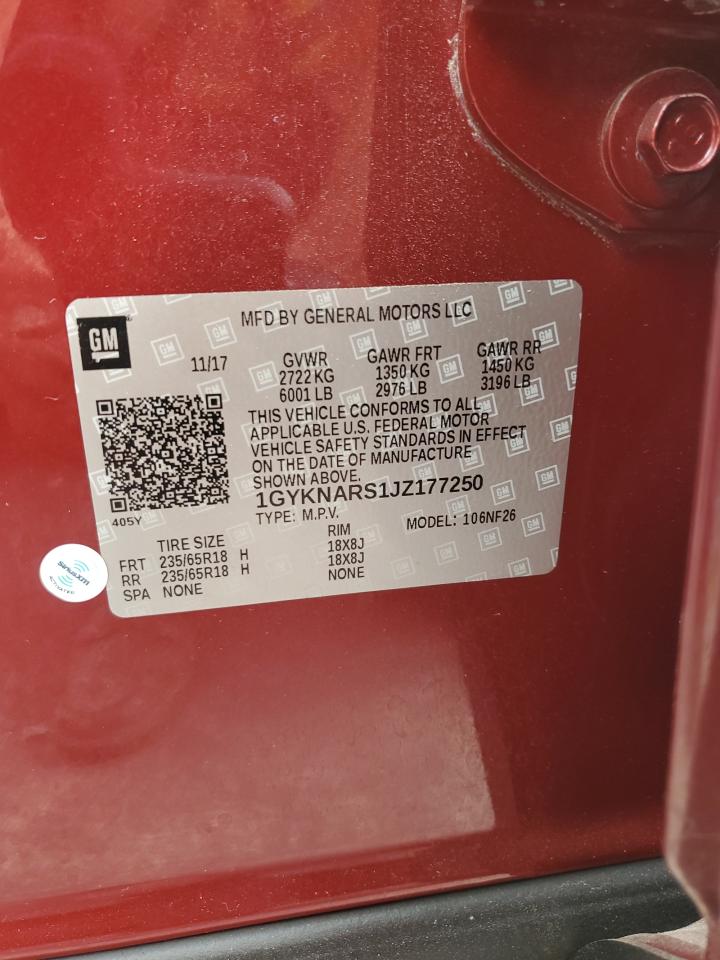 GM
MFD BY GENERAL MOTORS LLC
11/17 GVWR GAWR FRT GAWR RR
2722 KG 1350 KG 1450 KG
6001 LB 2976 LB 3196 LB
THIS VEHICLE CONFORMS TO ALL
APPLICABLE U.S. FEDERAL MOTOR
VEHICLE SAFETY STANDARDS IN EFFECT
ON THE DATE OF MANUFACTURE
SHOWN ABOVE.
1GYKNARS1JZ177250
405Y
TYPE: M.P.V. MODEL: 106NF26
TIRE SIZE RIM
FRT 235/65R18 H 18X8J
RR 235/65R18 H 18X8J
SPA NONE NONE
SiriusXM
ACTIVATED